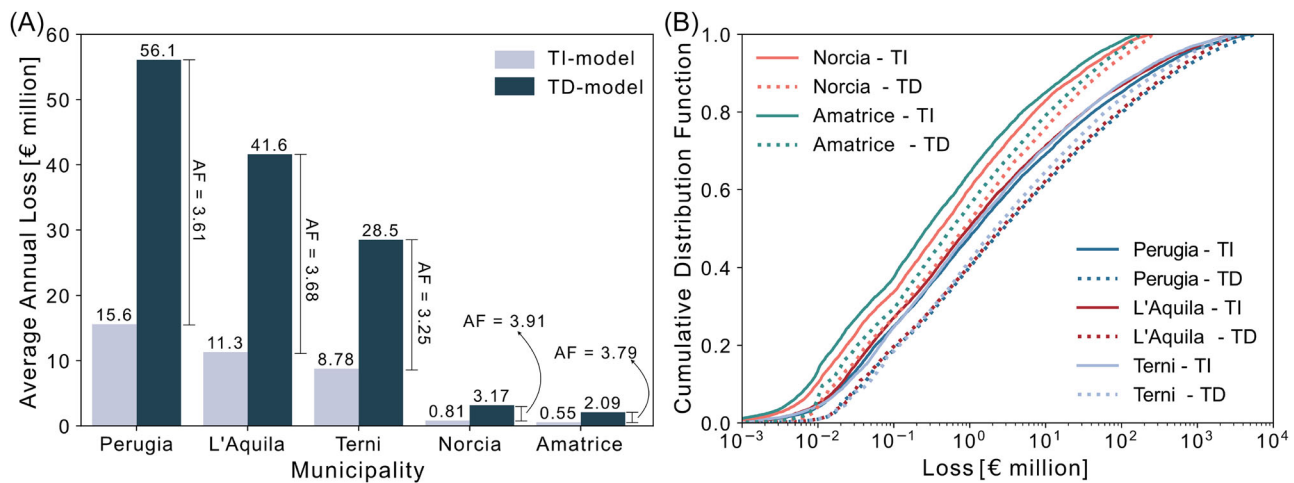 (A)
Average Annual Loss [€ million]
60
50
40
30
20
10
0
56.1
15.6
AF = 3.61
41.6
11.3
AF = 3.68
28.5
8.78
AF = 3.25
AF = 3.91
3.17
0.81
AF = 3.79
2.09
0.55
TI-model
TD-model
Perugia L'Aquila Terni Norcia Amatrice
Municipality
(B)
Cumulative Distribution Function
1.0
0.8
0.6
0.4
0.2
0.0
Norcia - TI
Norcia - TD
Amatrice - TI
Amatrice - TD
Perugia - TI
Perugia - TD
L'Aquila - TI
L'Aquila - TD
Terni - TI
Terni - TD
10⁻³ 10⁻² 10⁻¹ 10⁰ 10¹ 10² 10³ 10⁴
Loss [€ million]